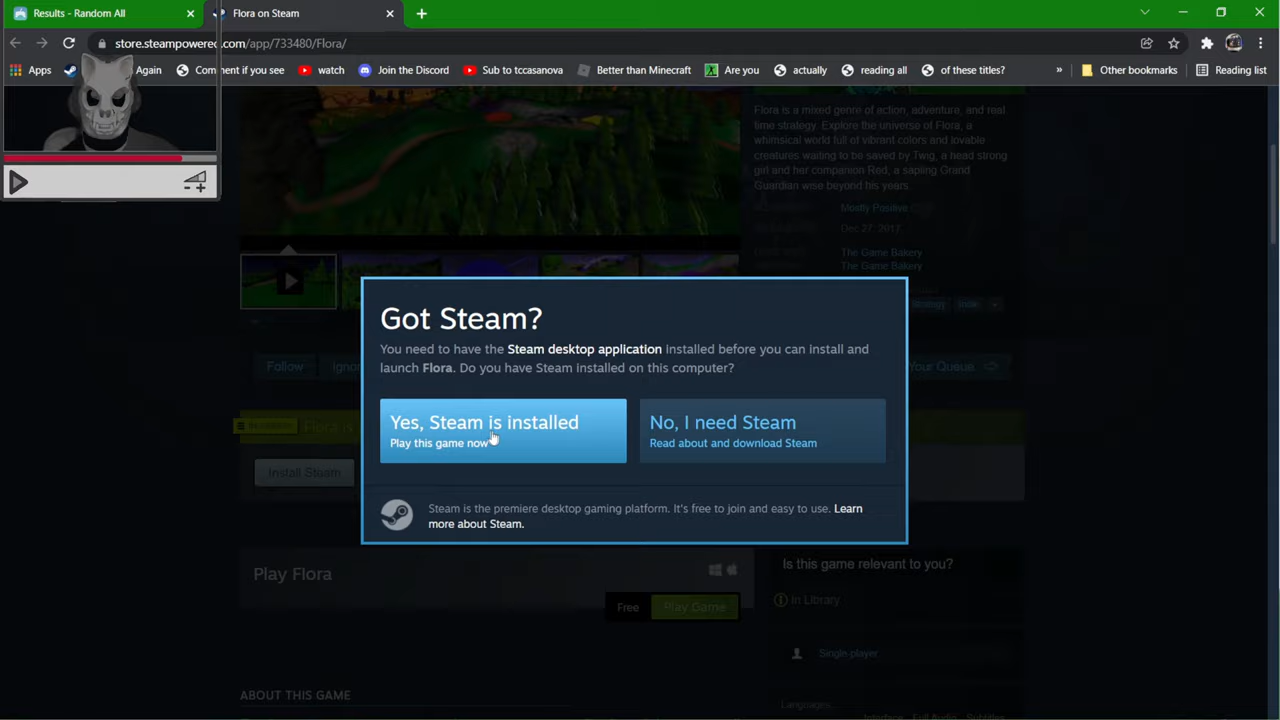 Results - Random All
Flora on Steam
store.steampowered.com/app/733480/Flora/
Apps
Again
Comment if you see
watch
Join the Discord
Sub to tccasanova
Better than Minecraft
Are you
actually
reading all
of these titles?
»
Other bookmarks
Reading list
Flora is a mixed genre of action, adventure, and real
time strategy. Explore the universe of Flora, a
whimsical world full of vibrant colors and lovable
creatures waiting to be saved by Twig, a head strong
girl and her companion Red, a sapling Grand
Guardian wise beyond his years.
Mostly Positive
Dec 27, 2017
The Game Bakery
The Game Bakery
Strategy
Indie
Got Steam?
You need to have the Steam desktop application installed before you can install and
launch Flora. Do you have Steam installed on this computer?
Follow
Your Queue
Yes, Steam is installed
Play this game now
No, I need Steam
Read about and download Steam
Flora is
Install Steam
Steam is the premiere desktop gaming platform. It's free to join and easy to use. Learn
more about Steam.
Play Flora
Free
Play Game
Is this game relevant to you?
In Library
Single-player
Languages
Interface
Full Audio
Subtitles
ABOUT THIS GAME